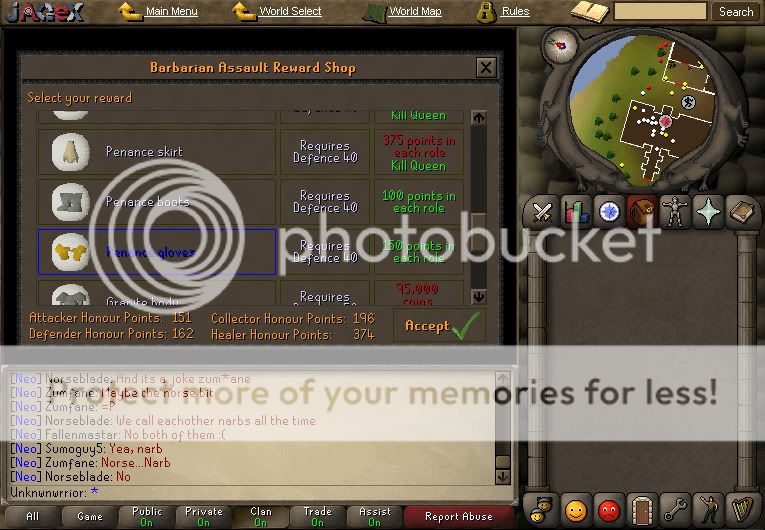 JAGeX Main Menu World Select World Map Rules Search
Barbarian Assault Reward Shop
Select your reward
Defence 40
Kill Queen
Penance skirt
Requires
Defence 40
375 points in
each role
Kill Queen
Penance boots
Requires
Defence 40
100 points in
each role
Penance gloves
Requires
Defence 40
150 points in
each role
Granite body
Requires
95,000
coins
Attacker Honour Points: 151
Collector Honour Points: 196
Defender Honour Points: 162
Healer Honour Points: 374
Accept
photobucket
Protect more of your memories for less!
[Neo] Norseblade: And its a joke zum*ane
[Neo] Zumfane: Maybe the norse bit
[Neo] Zumfane: =P
[Neo] Norseblade: We call eachother narbs all the time
[Neo] Fallenmastar: No both of them :(
[Neo] Sumoguy5: Yea, narb
[Neo] Zumfane: Norse...Narb
[Neo] Norseblade: No
Unknwnwrrior: *
All
Game
Public
On
Private
On
Clan
On
Trade
On
Assist
On
Report Abuse